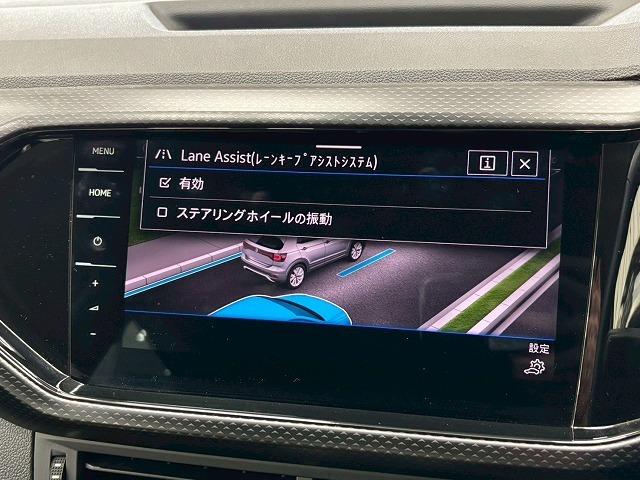 MENU
Lane Assist(ﾚｰﾝｷｰﾌﾟｱｼｽﾄｼｽﾃﾑ)
有効
HOME
ステアリングホイールの振動
設定